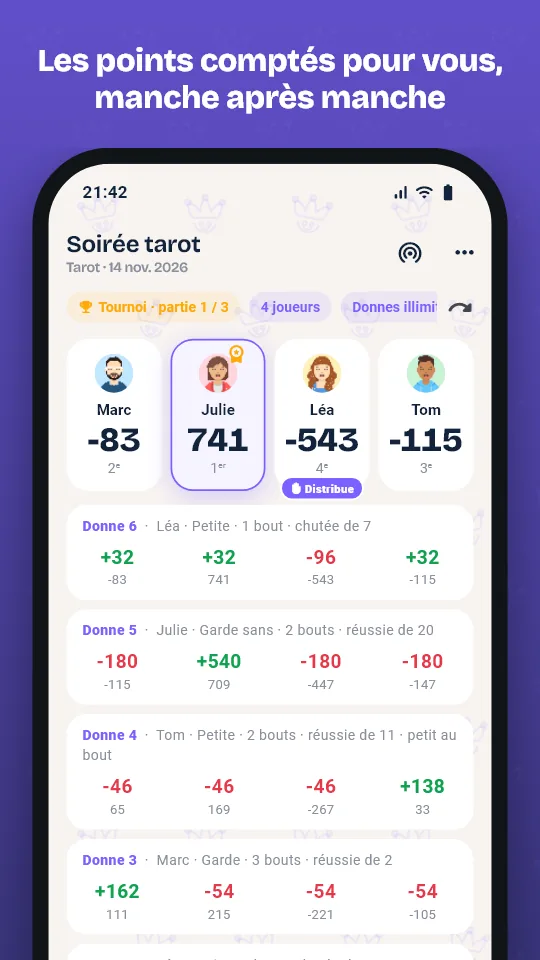 Les points comptés pour vous,
manche après manche
21:42
Soirée tarot
Tarot · 14 nov. 2026
Tournoi · partie 1 / 3 4 joueurs Donnes illimit
Marc Julie Léa Tom
-83 741 -543 -115
2e 1er 4e 3e
Distribue
Donne 6 · Léa · Petite · 1 bout · chutée de 7
+32 +32 -96 +32
-83 741 -543 -115
Donne 5 · Julie · Garde sans · 2 bouts · réussie de 20
-180 +540 -180 -180
-115 709 -447 -147
Donne 4 · Tom · Petite · 2 bouts · réussie de 11 · petit au
bout
-46 -46 -46 +138
65 169 -267 33
Donne 3 · Marc · Garde · 3 bouts · réussie de 2
+162 -54 -54 -54
111 215 -221 -105